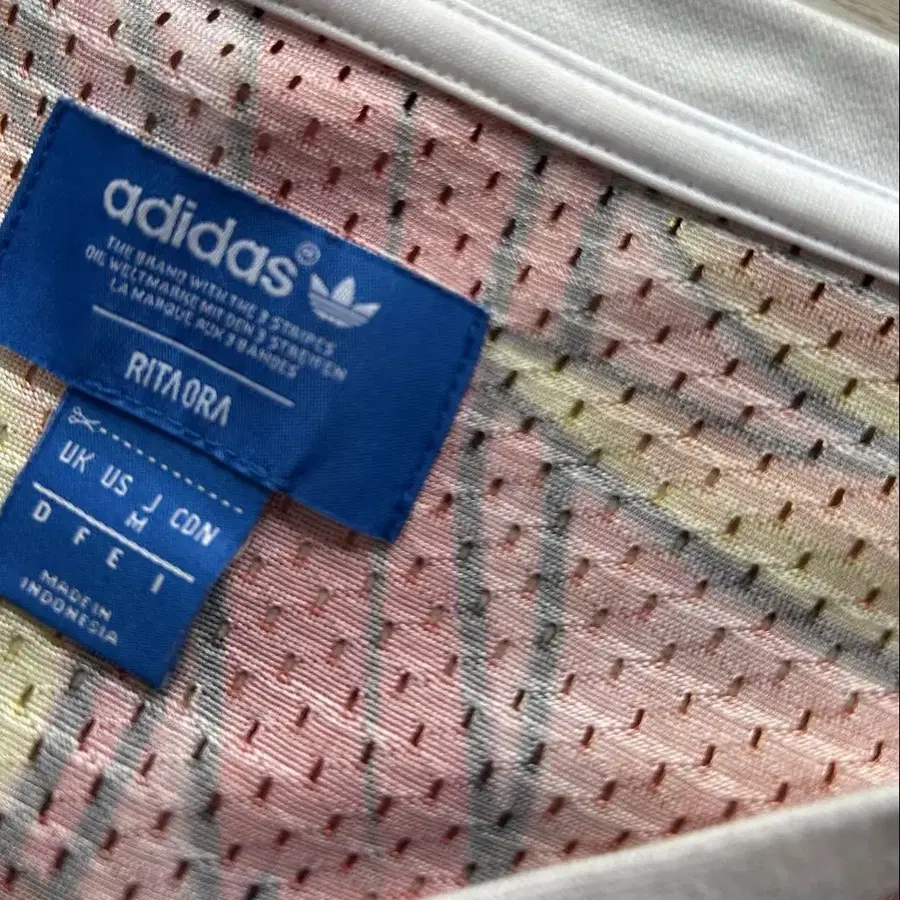 adidas®
THE BRAND WITH THE 3 STRIPES
DIE WELTMARKE MIT DEN 3 STREIFEN
LA MARQUE AUX 3 BANDES
RITA ORA
UK US J CDN
M
D F E I
MADE IN
INDONESIA